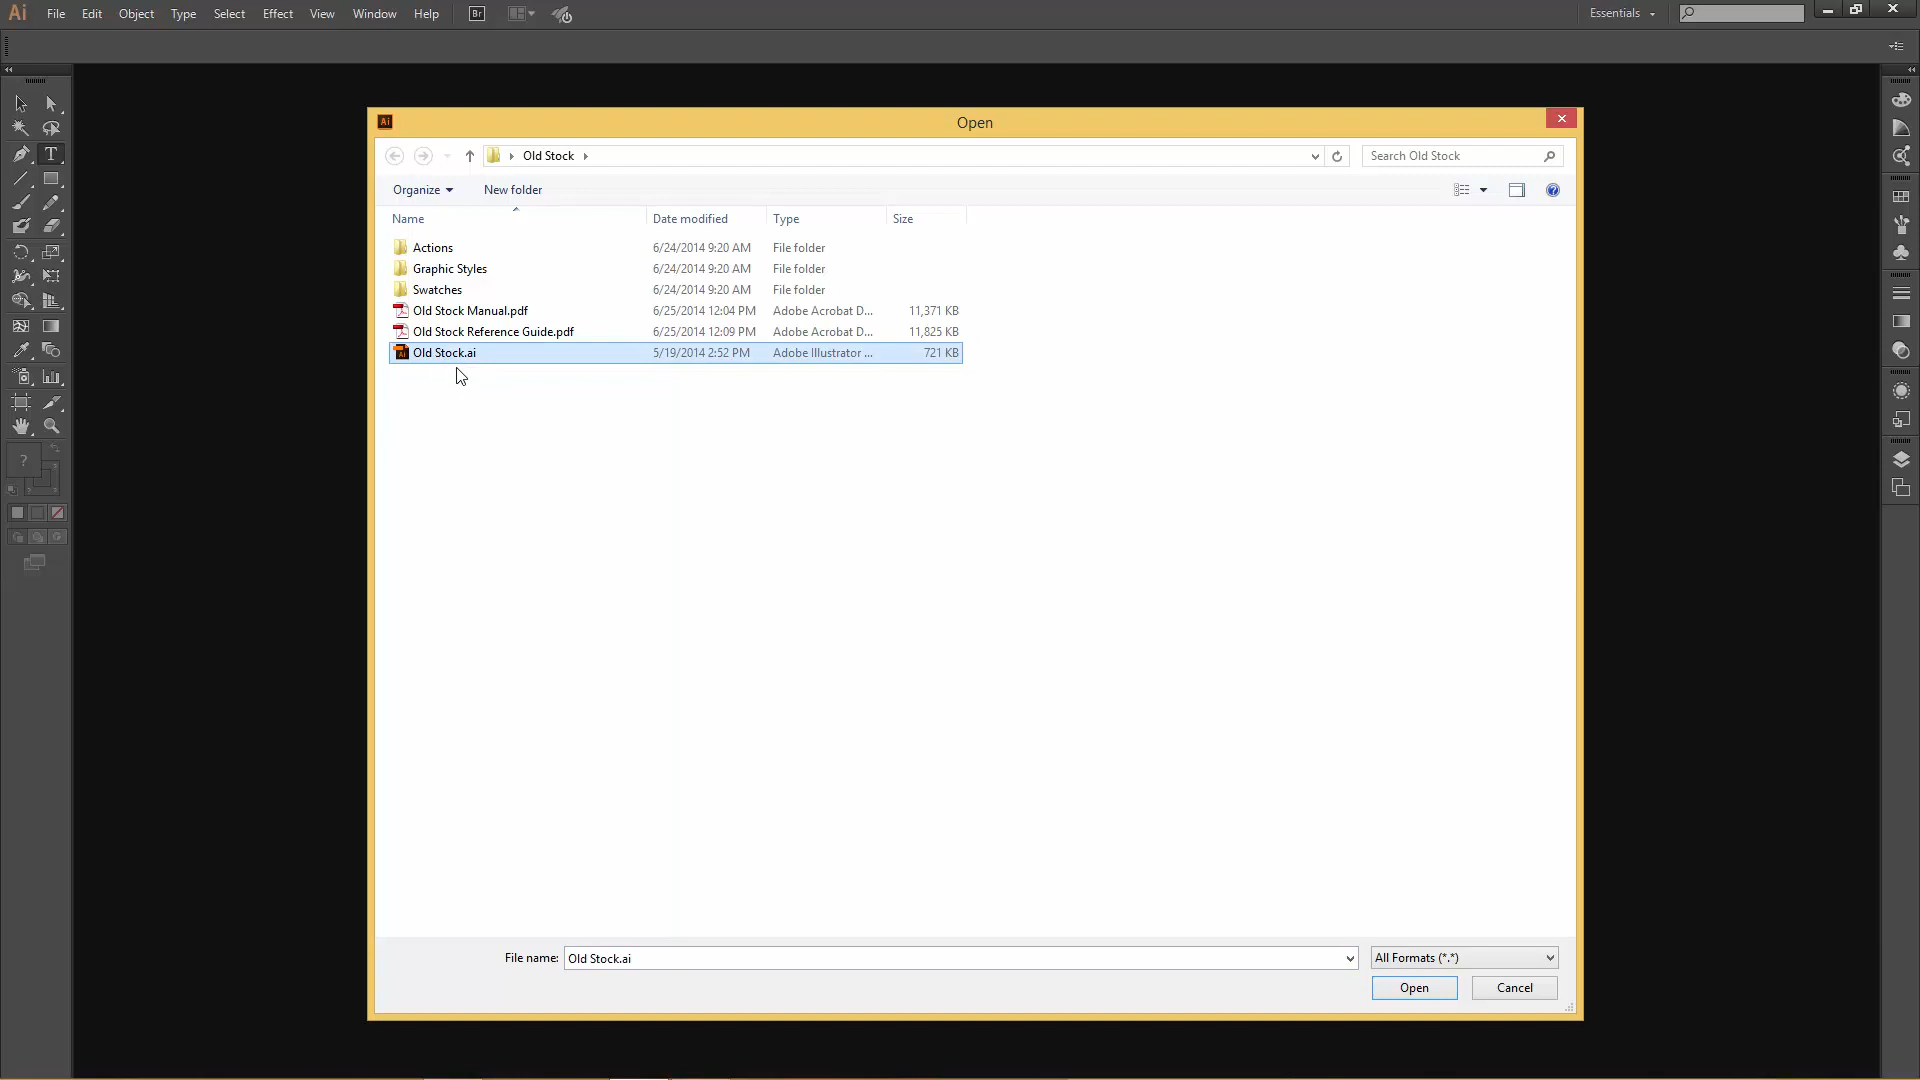 Ai File Edit Object Type Select Effect View Window Help Br Essentials
Ai Open
Old Stock Search Old Stock
Organize New folder
Name Date modified Type Size
Actions 6/24/2014 9:20 AM File folder
Graphic Styles 6/24/2014 9:20 AM File folder
Swatches 6/24/2014 9:20 AM File folder
Old Stock Manual.pdf 6/25/2014 12:04 PM Adobe Acrobat D... 11,371 KB
Old Stock Reference Guide.pdf 6/25/2014 12:09 PM Adobe Acrobat D... 11,825 KB
Old Stock.ai 5/19/2014 2:52 PM Adobe Illustrator ... 721 KB
File name: Old Stock.ai All Formats (*.*)
Open Cancel